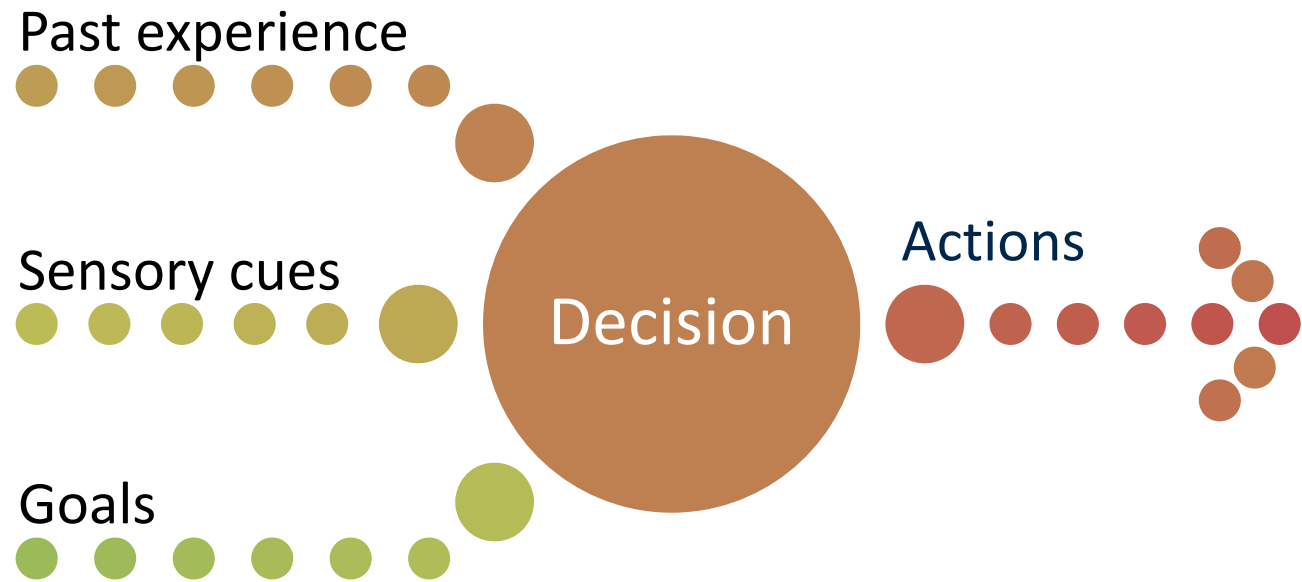 Past experience
Sensory cues
Goals
Decision
Actions